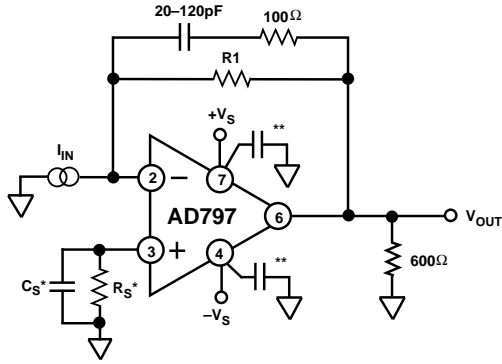 20–120pF
100Ω
R1
+VS
**
IIN
2
−
7
AD797
6
VOUT
3
+
4
**
CS*
RS*
600Ω
−VS